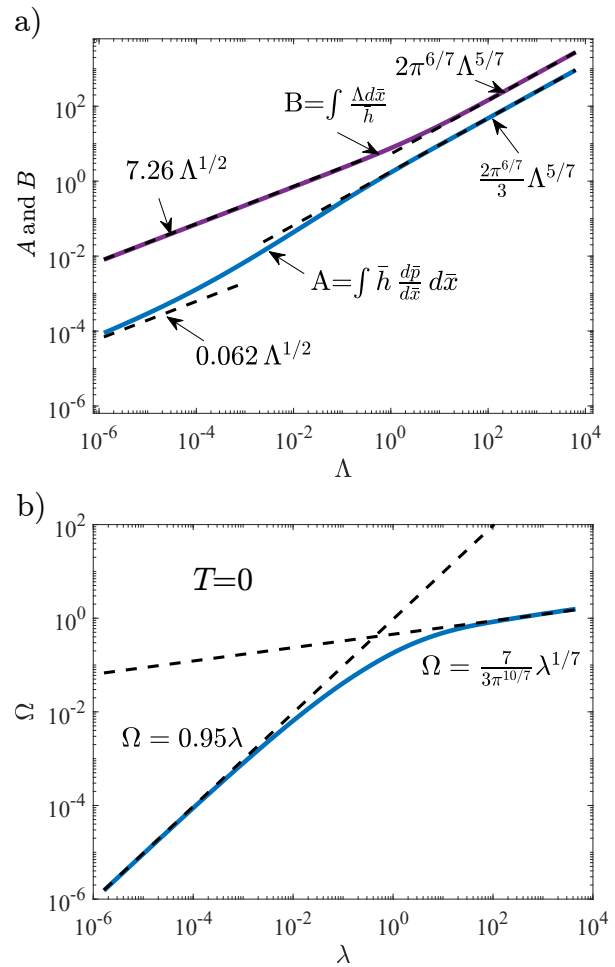 a)
A and B
10^2
10^0
10^-2
10^-4
10^-6
2π^{6/7}Λ^{5/7}
B=∫ Λdx̄/h̄
7.26 Λ^{1/2}
2π^{6/7}/3 Λ^{5/7}
A=∫ h̄ dp̄/dx̄ dx̄
0.062 Λ^{1/2}
10^-6 10^-4 10^-2 10^0 10^2 10^4
Λ
b)
Ω
10^2
10^0
10^-2
10^-4
10^-6
T=0
Ω = 7/3π^{10/7} λ^{1/7}
Ω = 0.95λ
10^-6 10^-4 10^-2 10^0 10^2 10^4
λ